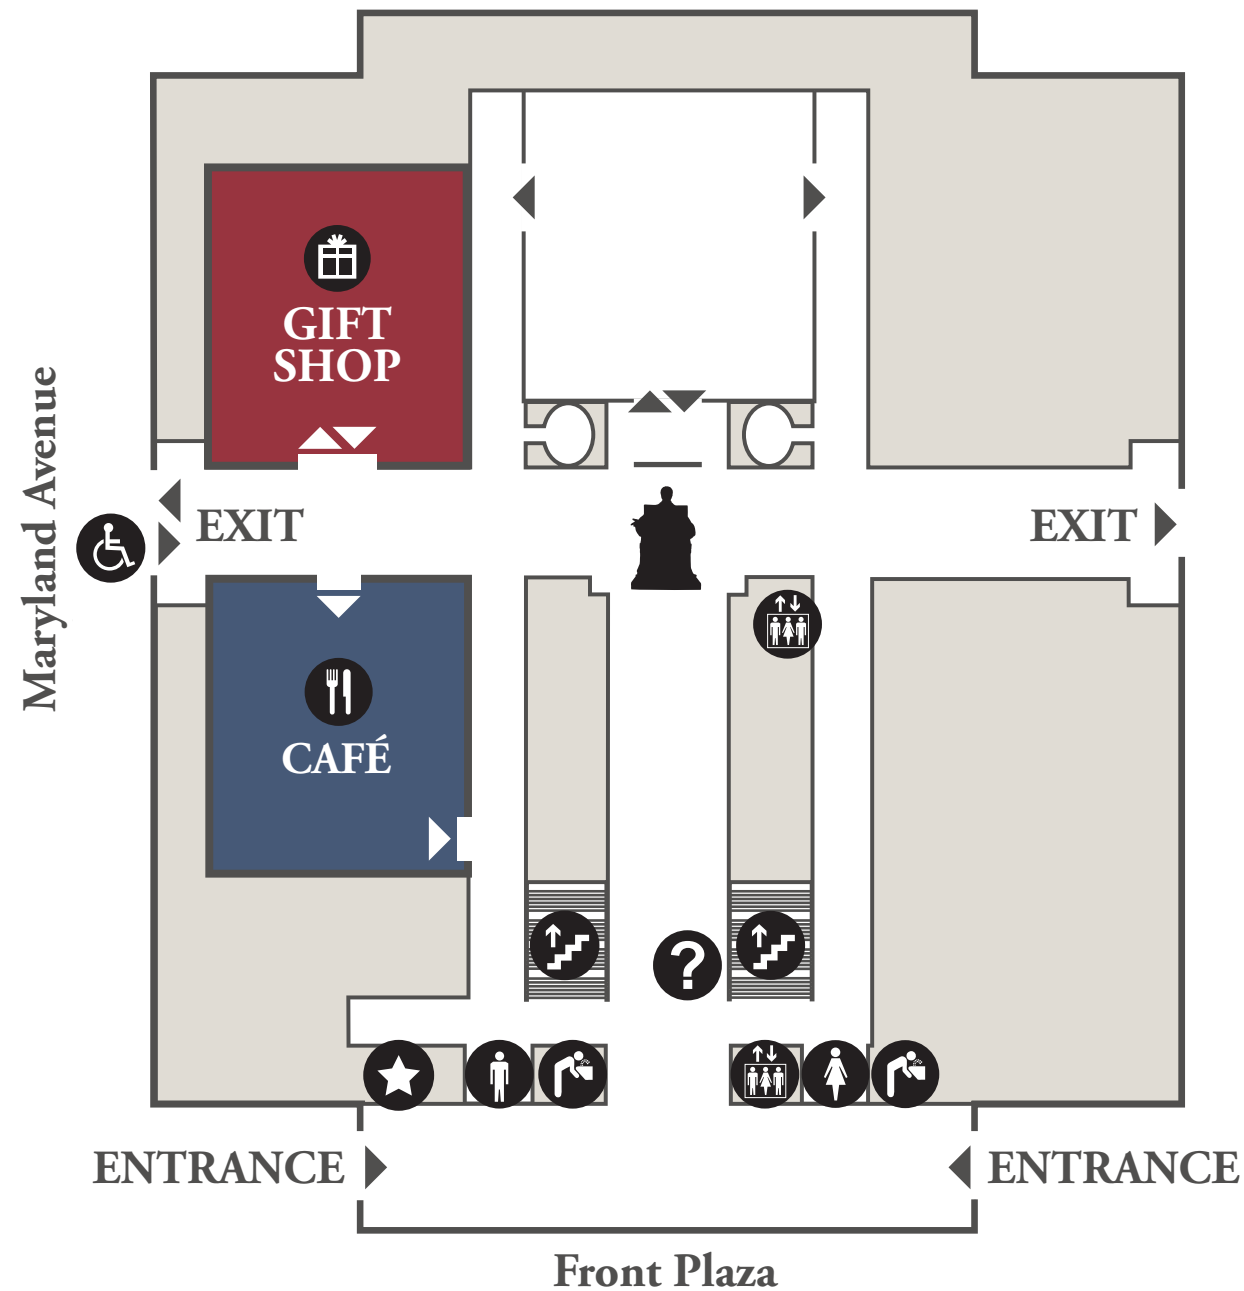 GIFT
SHOP
Maryland Avenue
EXIT
EXIT
CAFÉ
?
ENTRANCE
ENTRANCE
Front Plaza